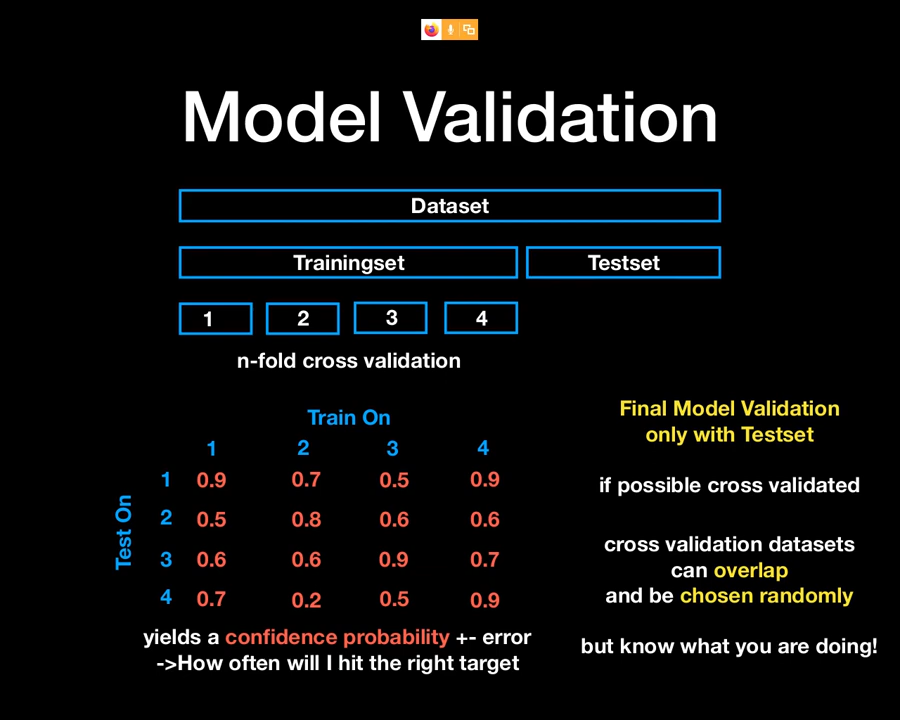 Model Validation
Dataset
Trainingset Testset
1 2 3 4
n-fold cross validation
Train On
1 2 3 4
Test On
1 0.9 0.7 0.5 0.9
2 0.5 0.8 0.6 0.6
3 0.6 0.6 0.9 0.7
4 0.7 0.2 0.5 0.9
yields a confidence probability +- error
->How often will I hit the right target
Final Model Validation
only with Testset
if possible cross validated
cross validation datasets
can overlap
and be chosen randomly
but know what you are doing!